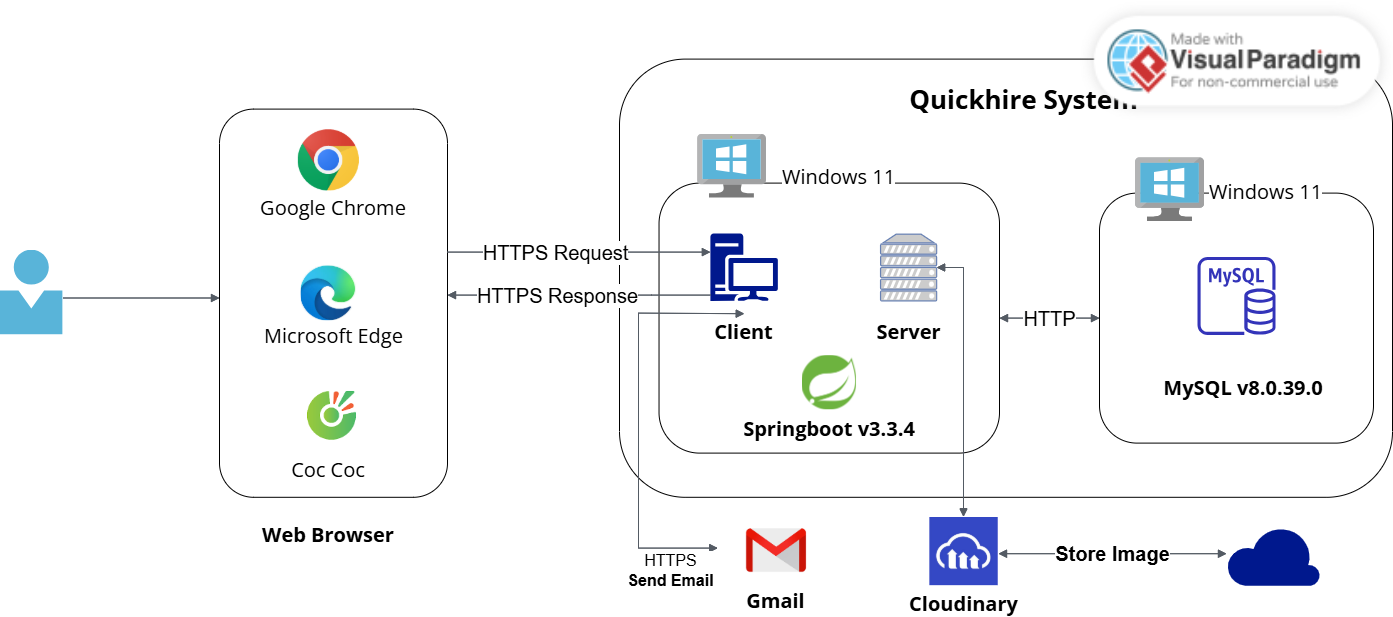 Made with
Visual Paradigm
For non-commercial use
Quickhire System
Google Chrome
Microsoft Edge
Coc Coc
Web Browser
HTTPS Request
HTTPS Response
Windows 11
Client
Server
Springboot v3.3.4
HTTP
Windows 11
MySQL
MySQL v8.0.39.0
HTTPS
Send Email
Gmail
Cloudinary
Store Image